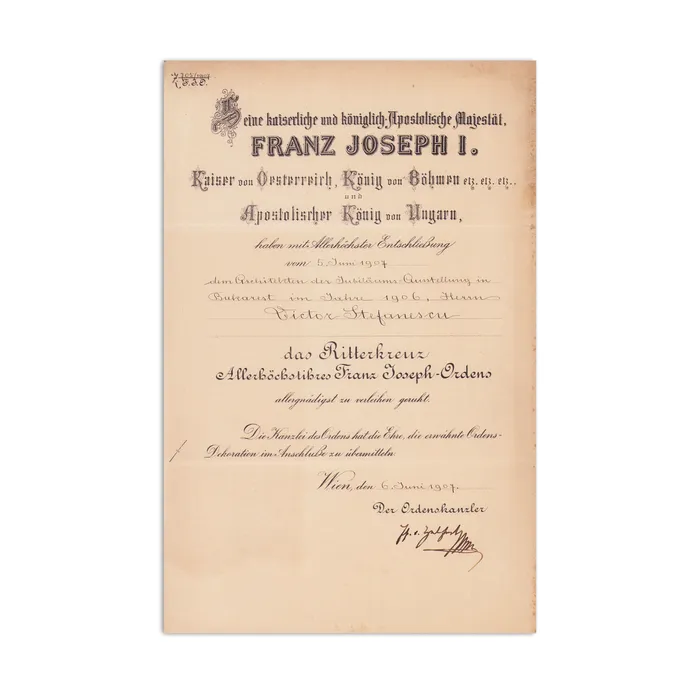 Seine kaiserliche und königlich-Apostolische Majestät,
FRANZ JOSEPH I.
Kaiser von Oesterreich, König von Böhmen etz. etz. etz..
und
Apostolischer König von Ungarn,
haben mit Allerhöchster Entschließung
vom 5. Juni 1907
dem Architekten der Jubiläums-Ausstellung in
Bukarest im Jahre 1906, Herrn
Victor Stefanescu
das Ritterkreuz
Allerhöchstihres Franz Joseph-Ordens
allergnädigst zu verleihen geruht.
Die Kanzlei des Ordens hat die Ehre, die erwähnte Ordens-
Dekoration im Anschluße zu übermitteln.
Wien, den 6. Juni 1907.
Der Ordenskanzler